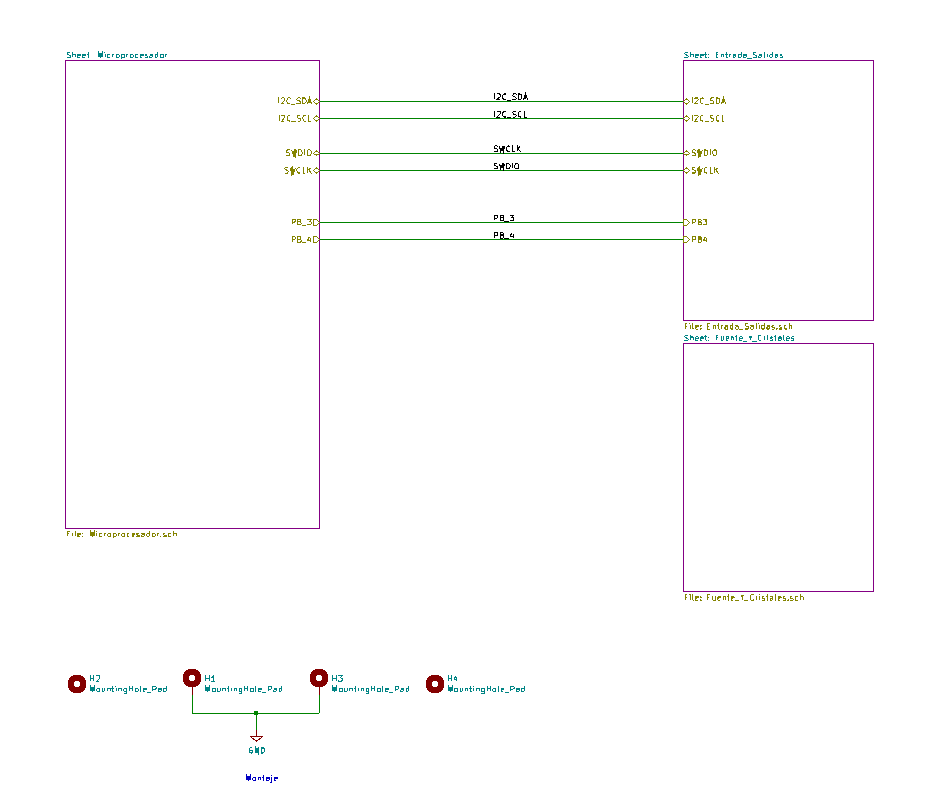 Sheet: Microprocesador
Sheet: Entrada_Salidas
I2C_SDA
I2C_SDA
I2C_SDA
I2C_SCL
I2C_SCL
I2C_SCL
SWDIO
SWCLK
SWDIO
SWCLK
SWDIO
SWCLK
PB_3
PB_3
PB3
PB_4
PB_4
PB4
File: Entrada_Salidas.sch
Sheet: Fuente_Y_Cristales
File: Microprocesador.sch
File: Fuente_Y_Cristales.sch
H2
MountingHole_Pad
H1
MountingHole_Pad
H3
MountingHole_Pad
H4
MountingHole_Pad
GND
Montaje